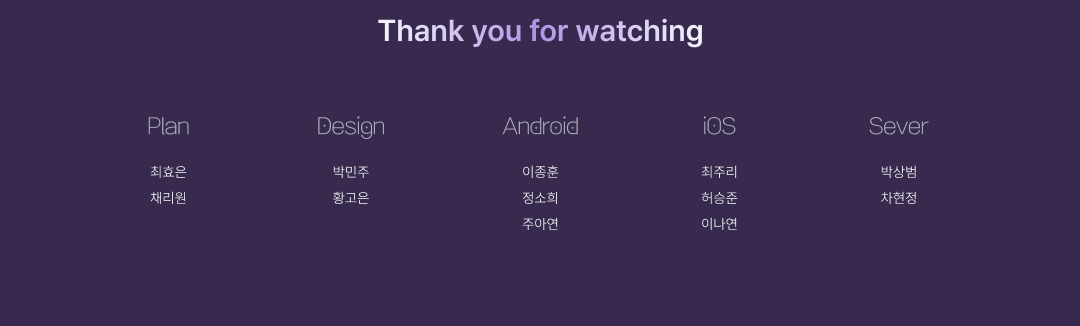 Thank you for watching
Plan
최효은
채리원
Design
박민주
황고은
Android
이종훈
정소희
주아연
iOS
최주리
허승준
이나연
Sever
박상범
차현정